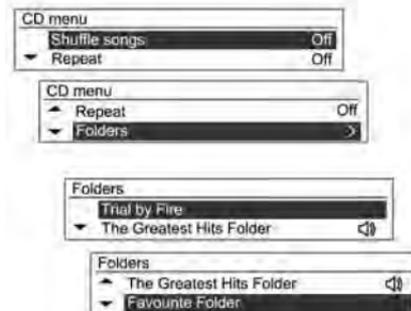 CD menu
Shuffle songs Off
Repeat Off
CD menu
Repeat Off
Folders
Folders
Trial by Fire
The Greatest Hits Folder
Folders
The Greatest Hits Folder
Favourite Folder